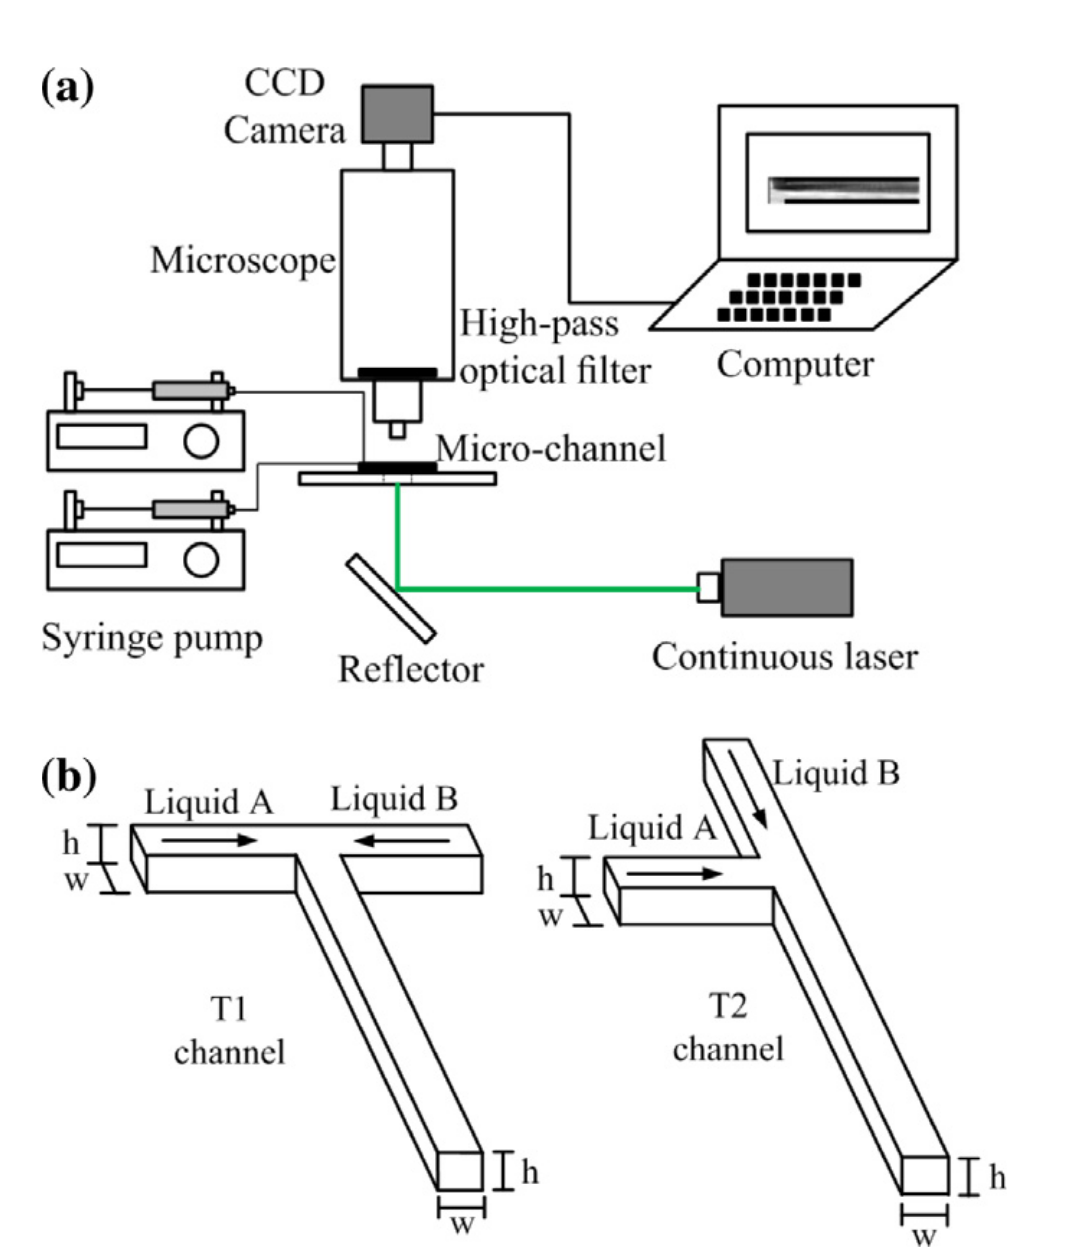 (a)
CCD
Camera
Microscope
High-pass
optical filter
Computer
Micro-channel
Syringe pump
Reflector
Continuous laser
(b)
Liquid A
Liquid B
h
w
T1
channel
h
w
Liquid B
Liquid A
h
w
T2
channel
h
w